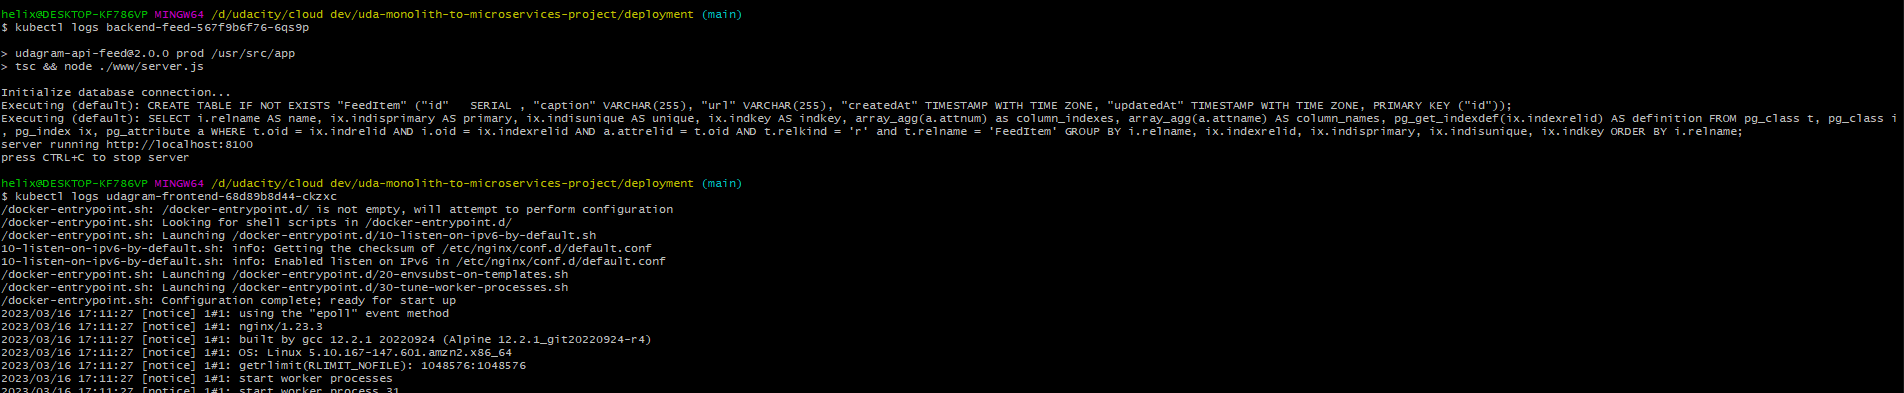 helix@DESKTOP-KF786VP MINGW64 /d/udacity/cloud dev/uda-monolith-to-microservices-project/deployment (main)
$ kubectl logs backend-feed-567f9b6f76-6qs9p
> udagram-api-feed@2.0.0 prod /usr/src/app
> tsc && node ./www/server.js
Initialize database connection...
Executing (default): CREATE TABLE IF NOT EXISTS "FeedItem" ("id"   SERIAL , "caption" VARCHAR(255), "url" VARCHAR(255), "createdAt" TIMESTAMP WITH TIME ZONE, "updatedAt" TIMESTAMP WITH TIME ZONE, PRIMARY KEY ("id"));
Executing (default): SELECT i.relname AS name, ix.indisprimary AS primary, ix.indisunique AS unique, ix.indkey AS indkey, array_agg(a.attnum) as column_indexes, array_agg(a.attname) AS column_names, pg_get_indexdef(ix.indexrelid) AS definition FROM pg_class t, pg_class i
, pg_index ix, pg_attribute a WHERE t.oid = ix.indrelid AND i.oid = ix.indexrelid AND a.attrelid = t.oid AND t.relkind = 'r' and t.relname = 'FeedItem' GROUP BY i.relname, ix.indexrelid, ix.indisprimary, ix.indisunique, ix.indkey ORDER BY i.relname;
server running http://localhost:8100
press CTRL+C to stop server
helix@DESKTOP-KF786VP MINGW64 /d/udacity/cloud dev/uda-monolith-to-microservices-project/deployment (main)
$ kubectl logs udagram-frontend-68d89b8d44-ckzxc
/docker-entrypoint.sh: /docker-entrypoint.d/ is not empty, will attempt to perform configuration
/docker-entrypoint.sh: Looking for shell scripts in /docker-entrypoint.d/
/docker-entrypoint.sh: Launching /docker-entrypoint.d/10-listen-on-ipv6-by-default.sh
10-listen-on-ipv6-by-default.sh: info: Getting the checksum of /etc/nginx/conf.d/default.conf
10-listen-on-ipv6-by-default.sh: info: Enabled listen on IPv6 in /etc/nginx/conf.d/default.conf
/docker-entrypoint.sh: Launching /docker-entrypoint.d/20-envsubst-on-templates.sh
/docker-entrypoint.sh: Launching /docker-entrypoint.d/30-tune-worker-processes.sh
/docker-entrypoint.sh: Configuration complete; ready for start up
2023/03/16 17:11:27 [notice] 1#1: using the "epoll" event method
2023/03/16 17:11:27 [notice] 1#1: nginx/1.23.3
2023/03/16 17:11:27 [notice] 1#1: built by gcc 12.2.1 20220924 (Alpine 12.2.1_git20220924-r4)
2023/03/16 17:11:27 [notice] 1#1: OS: Linux 5.10.167-147.601.amzn2.x86_64
2023/03/16 17:11:27 [notice] 1#1: getrlimit(RLIMIT_NOFILE): 1048576:1048576
2023/03/16 17:11:27 [notice] 1#1: start worker processes
2023/03/16 17:11:27 [notice] 1#1: start worker process 31